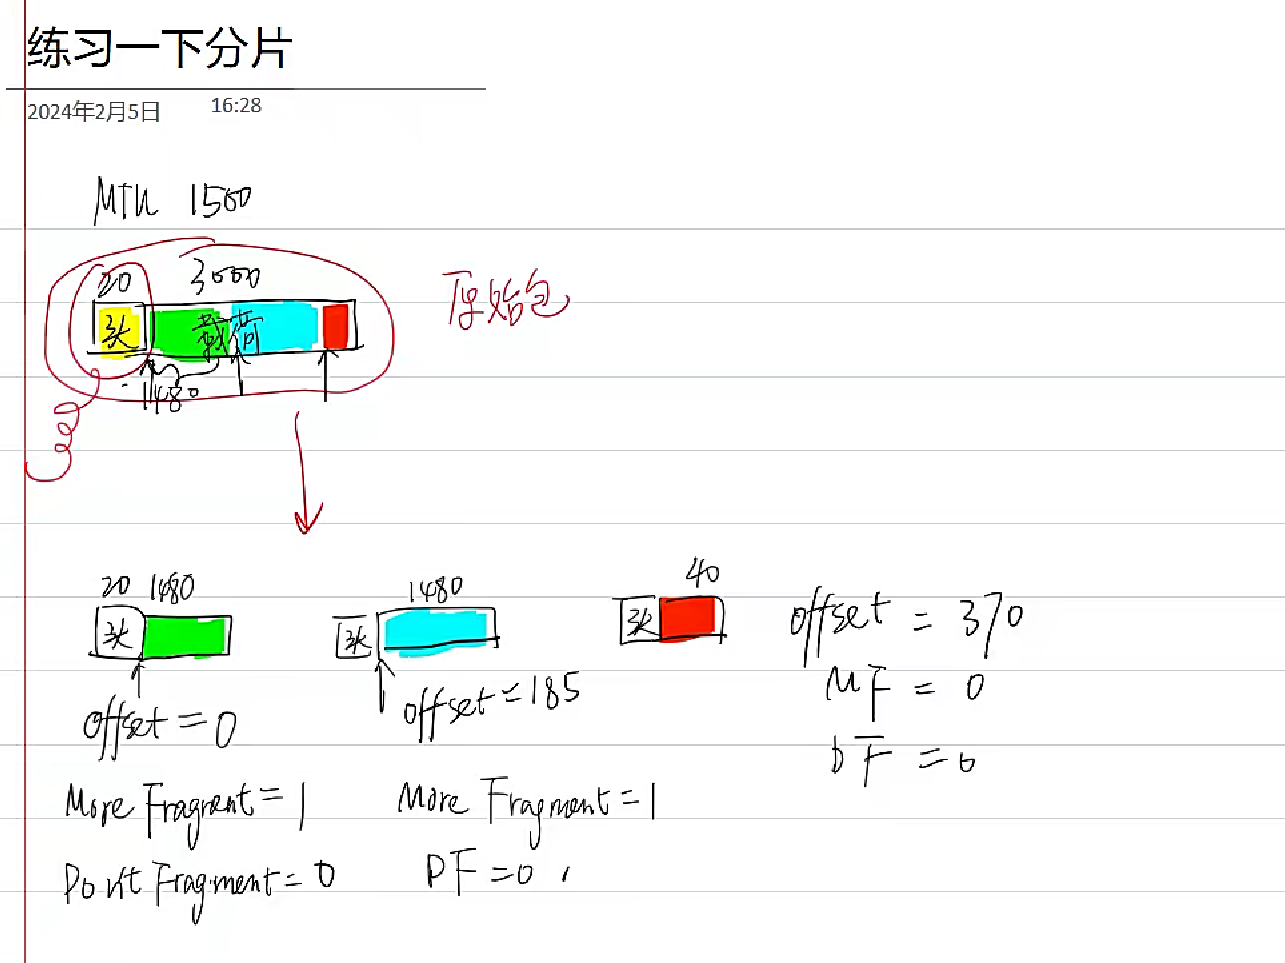 练习一下分片
2024年2月5日 16:28
MTU 1500
20 3000
头 载荷
原始包
1480
20 1480
头
1480
头
40
头
offset = 0
More Fragment = 1
Don't Fragment = 0
offset = 185
More Fragment = 1
DF = 0
offset = 370
MF = 0
DF = 0